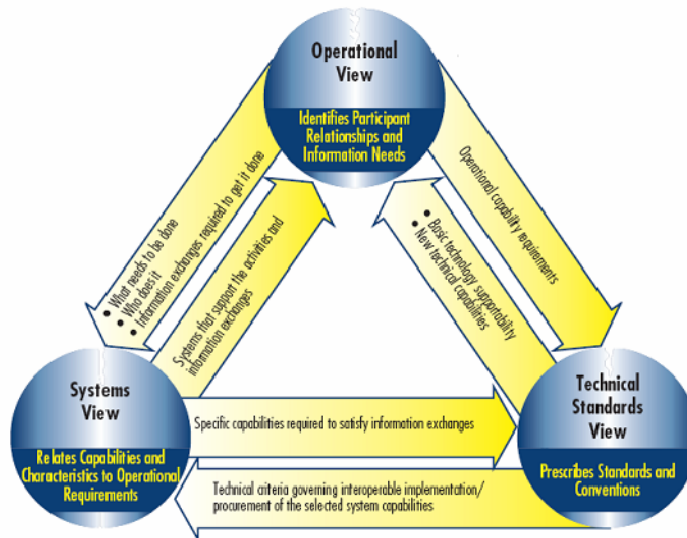 Operational
View
Identifies Participant
Relationships and
Information Needs
• What needs to be done
• Who does it
• Information exchanges required to get it done
Systems that support the activities and
information exchanges
Operational capability requirements
• Basic technology supportability
• New technical capabilities
Systems
View
Relates Capabilities and
Characteristics to Operational
Requirements
Specific capabilities required to satisfy information exchanges
Technical criteria governing interoperable implementation/
procurement of the selected system capabilities
Technical
Standards
View
Prescribes Standards and
Conventions